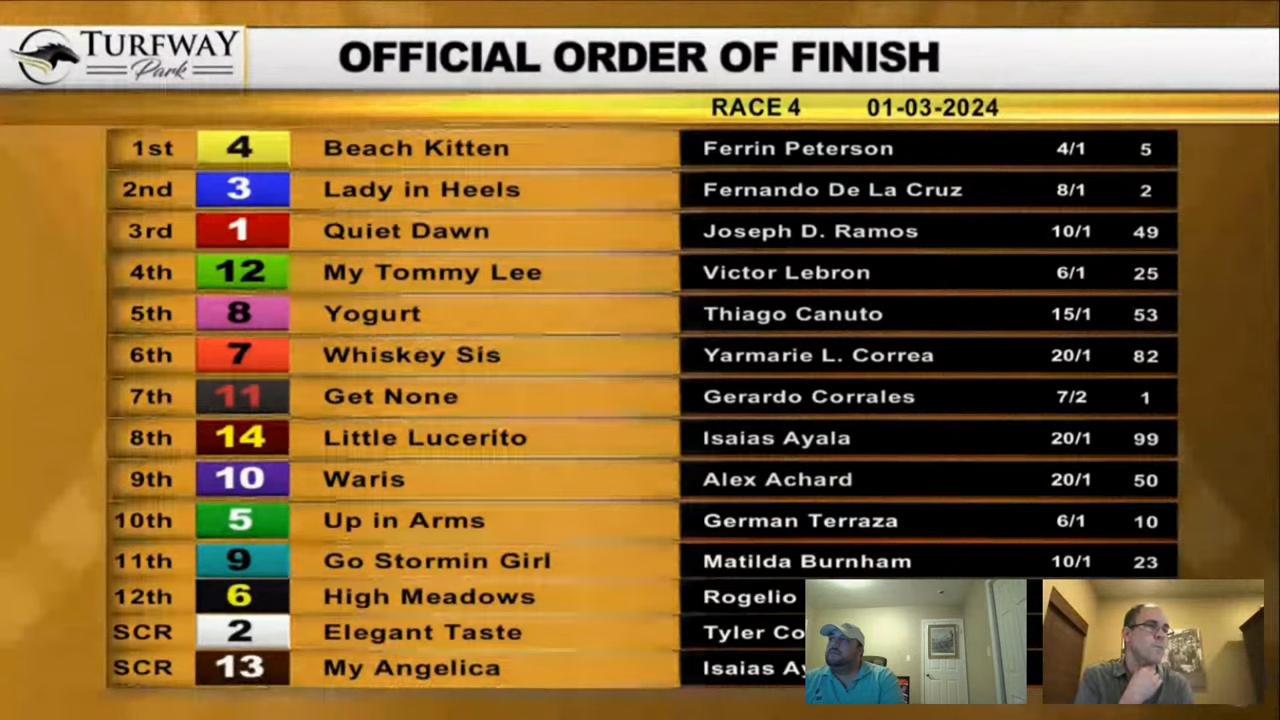 TURFWAY
Park
OFFICIAL ORDER OF FINISH
RACE 4 01-03-2024
1st 4 Beach Kitten Ferrin Peterson 4/1 5
2nd 3 Lady in Heels Fernando De La Cruz 8/1 2
3rd 1 Quiet Dawn Joseph D. Ramos 10/1 49
4th 12 My Tommy Lee Victor Lebron 6/1 25
5th 8 Yogurt Thiago Canuto 15/1 53
6th 7 Whiskey Sis Yarmarie L. Correa 20/1 82
7th 11 Get None Gerardo Corrales 7/2 1
8th 14 Little Lucerito Isaias Ayala 20/1 99
9th 10 Waris Alex Achard 20/1 50
10th 5 Up in Arms German Terraza 6/1 10
11th 9 Go Stormin Girl Matilda Burnham 10/1 23
12th 6 High Meadows Rogelio
SCR 2 Elegant Taste Tyler Co
SCR 13 My Angelica Isaias Ay